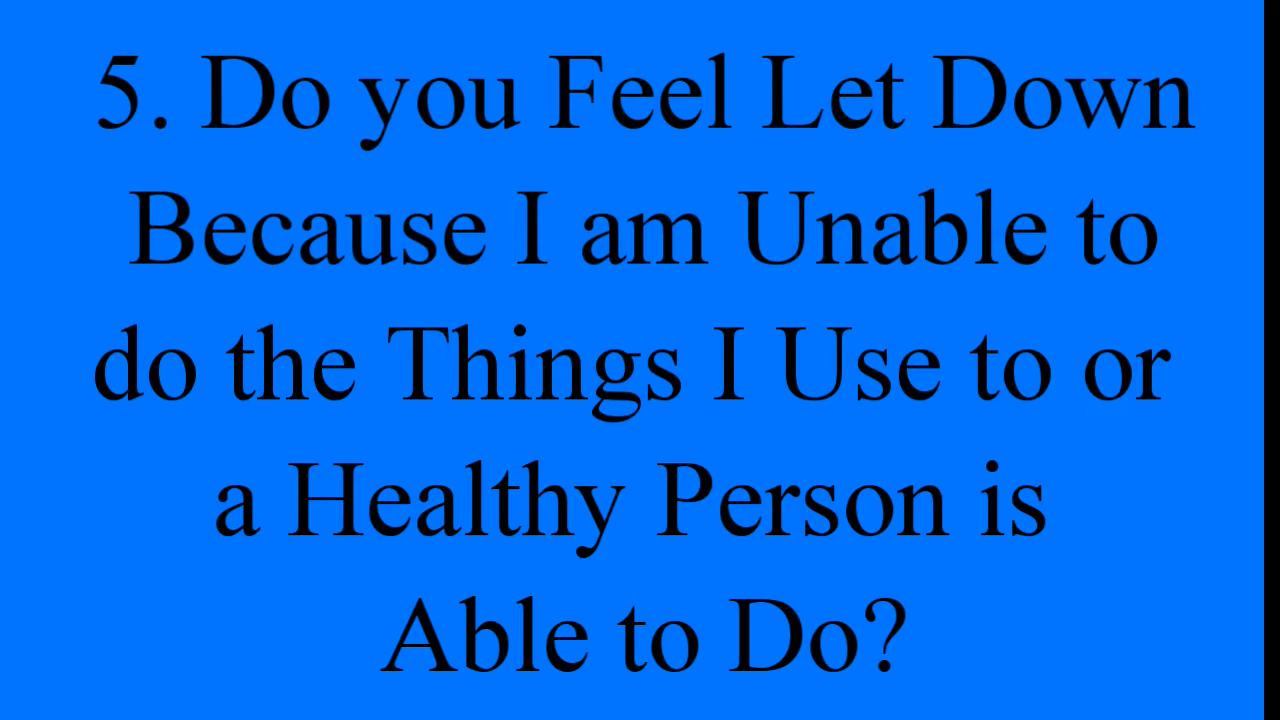 5. Do you Feel Let Down
Because I am Unable to
do the Things I Use to or
a Healthy Person is
Able to Do?